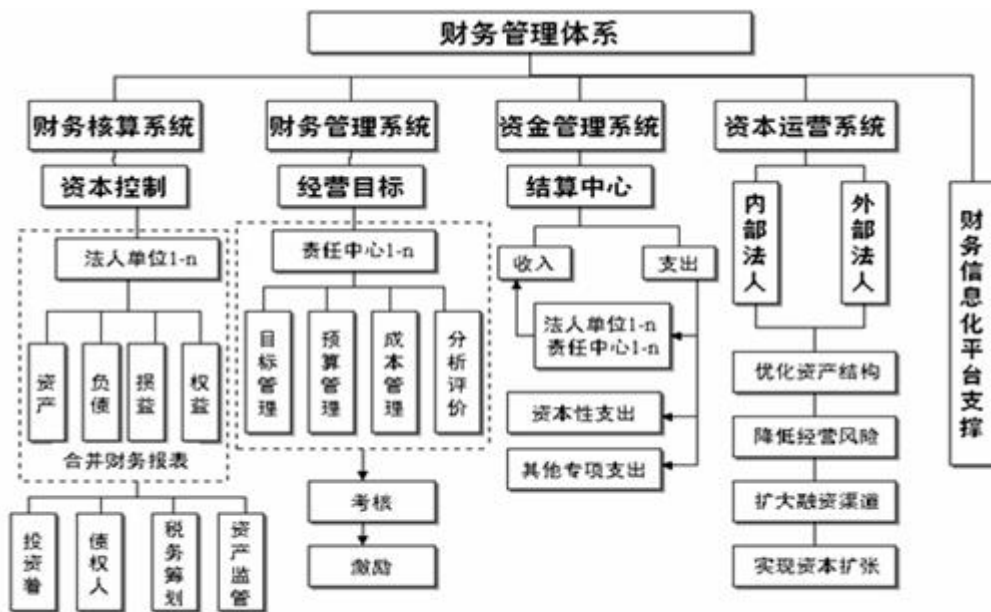 财务管理体系
财务核算系统
财务管理系统
资金管理系统
资本运营系统
财务信息化平台支撑
资本控制
经营目标
结算中心
内部法人
外部法人
法人单位1-n
责任中心1-n
收入
支出
资产
负债
损益
权益
合并财务报表
目标管理
预算管理
成本管理
分析评价
法人单位1-n
责任中心1-n
资本性支出
其他专项支出
优化资产结构
降低经营风险
扩大融资渠道
实现资本扩张
考核
激励
投资着
债权人
税务筹划
资产监管